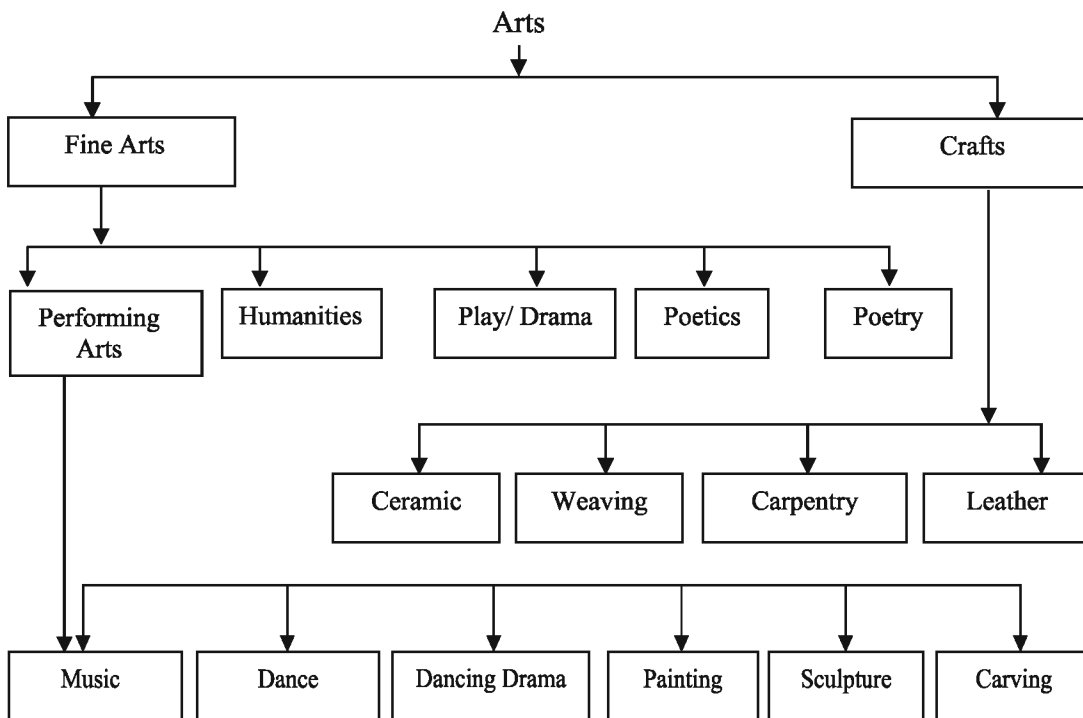 Arts
Fine Arts
Crafts
Performing
Arts
Humanities
Play/ Drama
Poetics
Poetry
Ceramic
Weaving
Carpentry
Leather
Music
Dance
Dancing Drama
Painting
Sculpture
Carving